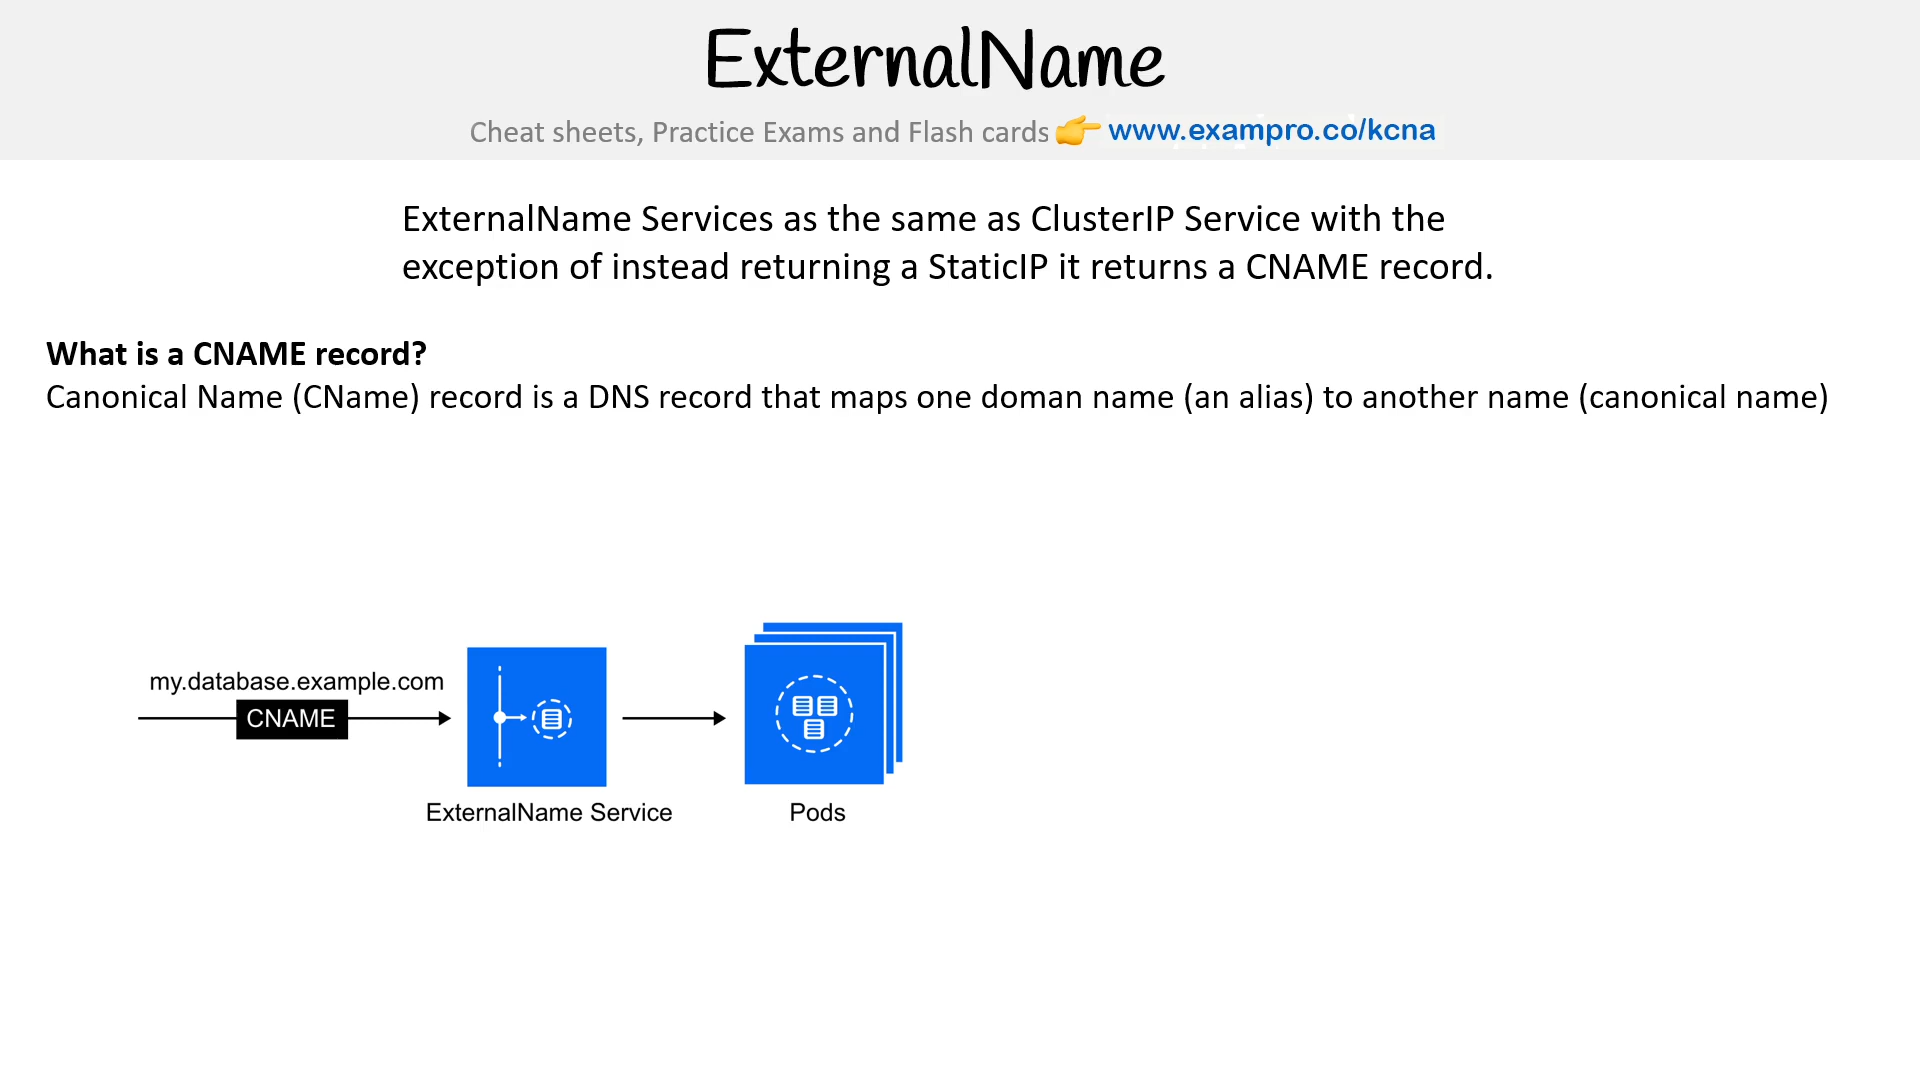 ExternalName
Cheat sheets, Practice Exams and Flash cards 👉 www.exampro.co/kcna
ExternalName Services as the same as ClusterIP Service with the
exception of instead returning a StaticIP it returns a CNAME record.
What is a CNAME record?
Canonical Name (CName) record is a DNS record that maps one doman name (an alias) to another name (canonical name)
my.database.example.com
CNAME
ExternalName Service
Pods